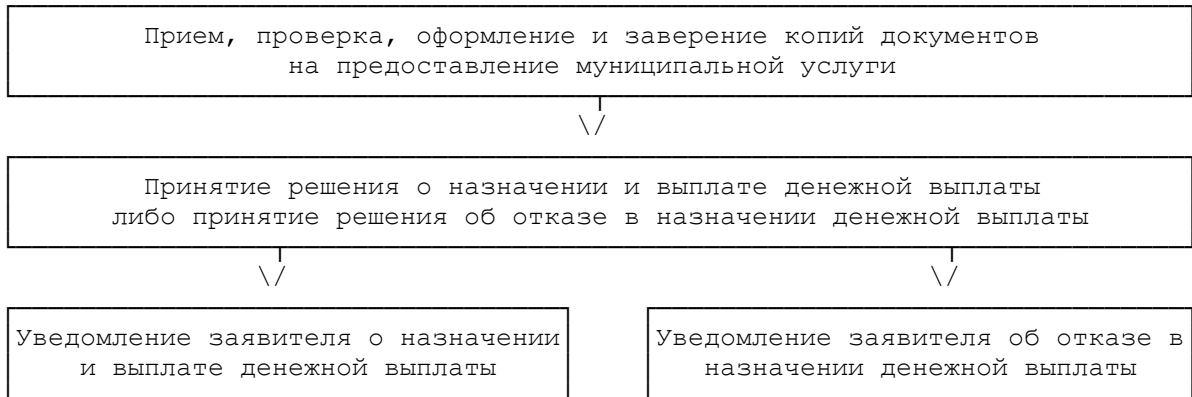 Прием, проверка, оформление и заверение копий документов
на предоставление муниципальной услуги
\/
Принятие решения о назначении и выплате денежной выплаты
либо принятие решения об отказе в назначении денежной выплаты
\/ \/
Уведомление заявителя о назначении
и выплате денежной выплаты
Уведомление заявителя об отказе в
назначении денежной выплаты